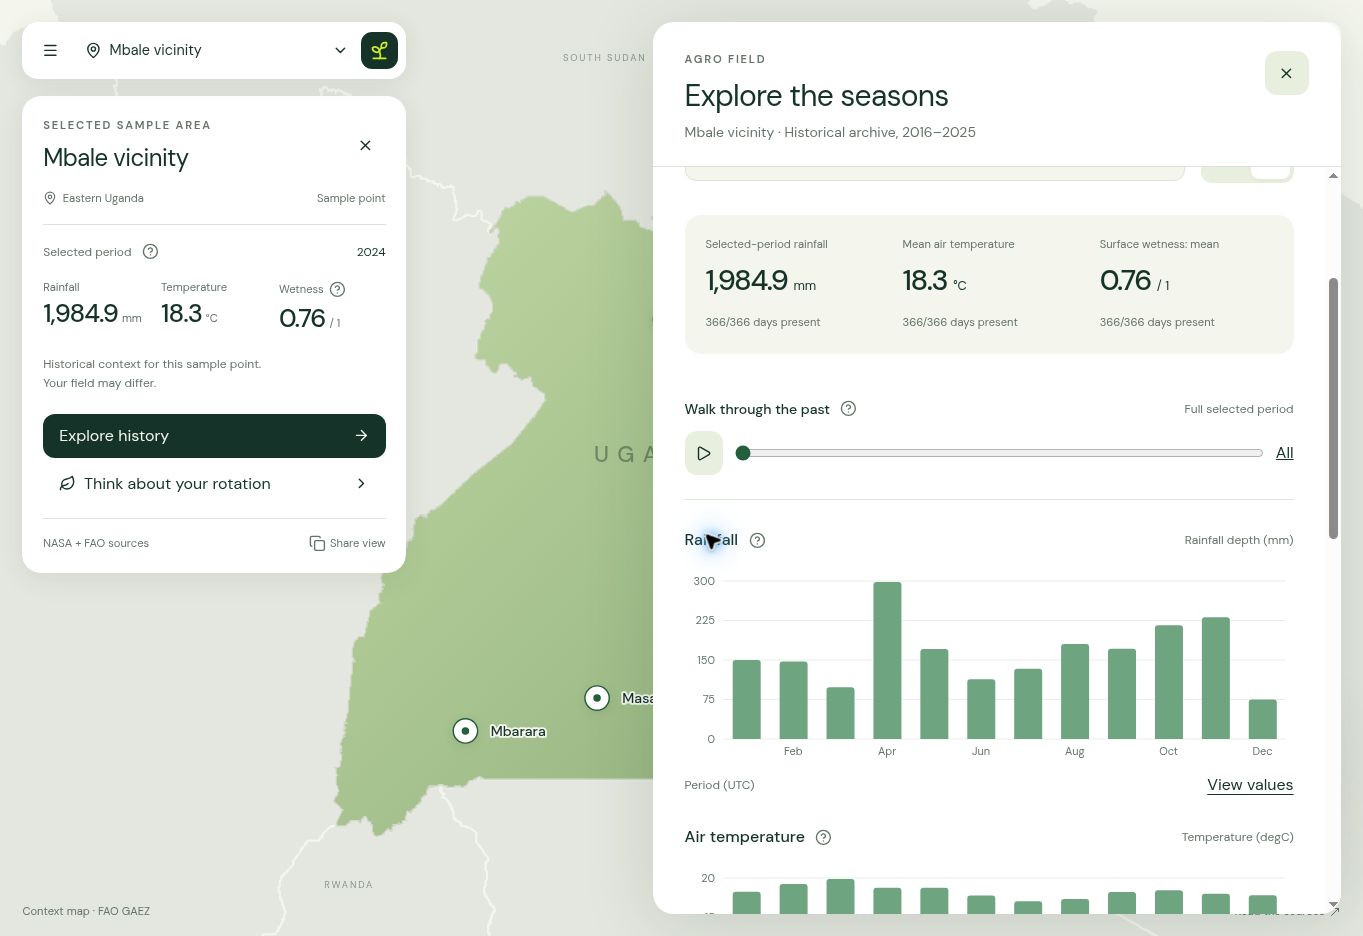 Mbale vicinity
SELECTED SAMPLE AREA
Mbale vicinity
Eastern Uganda
Sample point
Selected period
2024
Rainfall
Temperature
Wetness
1,984.9 mm
18.3 °C
0.76 / 1
Historical context for this sample point.
Your field may differ.
Explore history
Think about your rotation
NASA + FAO sources
Share view
SOUTH SUDAN
UGA
Masa
Mbarara
RWANDA
Context map · FAO GAEZ
AGRO FIELD
Explore the seasons
Mbale vicinity · Historical archive, 2016–2025
Selected-period rainfall
Mean air temperature
Surface wetness: mean
1,984.9 mm
18.3 °C
0.76 / 1
366/366 days present
366/366 days present
366/366 days present
Walk through the past
Full selected period
All
Rainfall
Rainfall depth (mm)
300
225
150
75
0
Feb
Apr
Jun
Aug
Oct
Dec
Period (UTC)
View values
Air temperature
Temperature (degC)
20